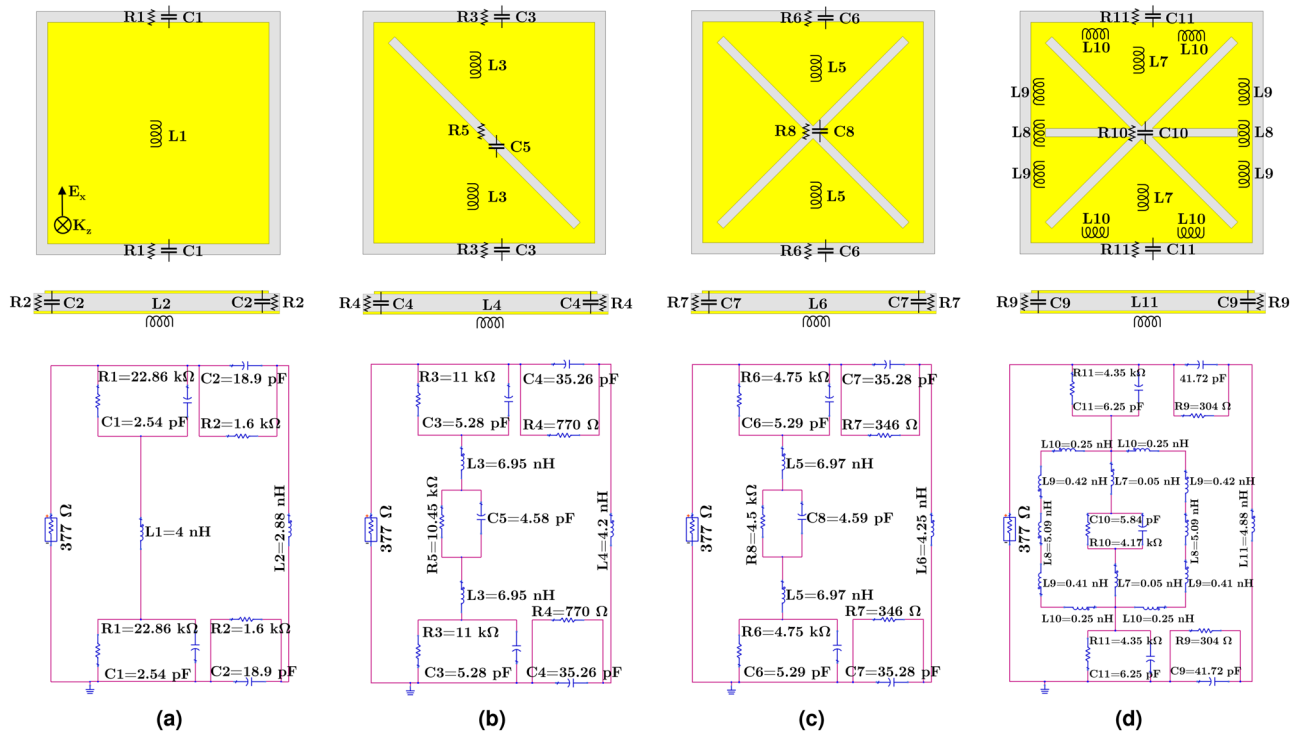 R1 C1
L1
E_x
K_z
R1 C1
R2 C2 L2 C2 R2
R1=22.86 kΩ
C2=18.9 pF
C1=2.54 pF
R2=1.6 kΩ
377 Ω
L1=4 nH
L2=2.88 nH
R1=22.86 kΩ
R2=1.6 kΩ
C1=2.54 pF
C2=18.9 pF
(a)
R3 C3
L3
R5 C5
L3
R3 C3
R4 C4 L4 C4 R4
R3=11 kΩ
C4=35.26 pF
C3=5.28 pF
R4=770 Ω
L3=6.95 nH
377 Ω
R5=10.45 kΩ
C5=4.58 pF
L4=4.2 nH
L3=6.95 nH
R4=770 Ω
R3=11 kΩ
C3=5.28 pF
C4=35.26 pF
(b)
R6 C6
L5
R8 C8
L5
R6 C6
R7 C7 L6 C7 R7
R6=4.75 kΩ
C7=35.28 pF
C6=5.29 pF
R7=346 Ω
L5=6.97 nH
377 Ω
R8=4.5 kΩ
C8=4.59 pF
L6=4.25 nH
L5=6.97 nH
R7=346 Ω
R6=4.75 kΩ
C6=5.29 pF
C7=35.28 pF
(c)
R11 C11
L10 L10
L7
L9 L9
L8 R10 C10 L8
L9 L9
L7
L10 L10
R11 C11
R9 C9 L11 C9 R9
R11=4.35 kΩ
41.72 pF
C11=6.25 pF
R9=304 Ω
L10=0.25 nH L10=0.25 nH
L9=0.42 nH L7=0.05 nH L9=0.42 nH
377 Ω
L8=5.09 nH
C10=5.84 pF
R10=4.17 kΩ
L8=5.09 nH
L11=4.88 nH
L9=0.41 nH L7=0.05 nH L9=0.41 nH
L10=0.25 nH L10=0.25 nH
R11=4.35 kΩ
R9=304 Ω
C11=6.25 pF
C9=41.72 pF
(d)